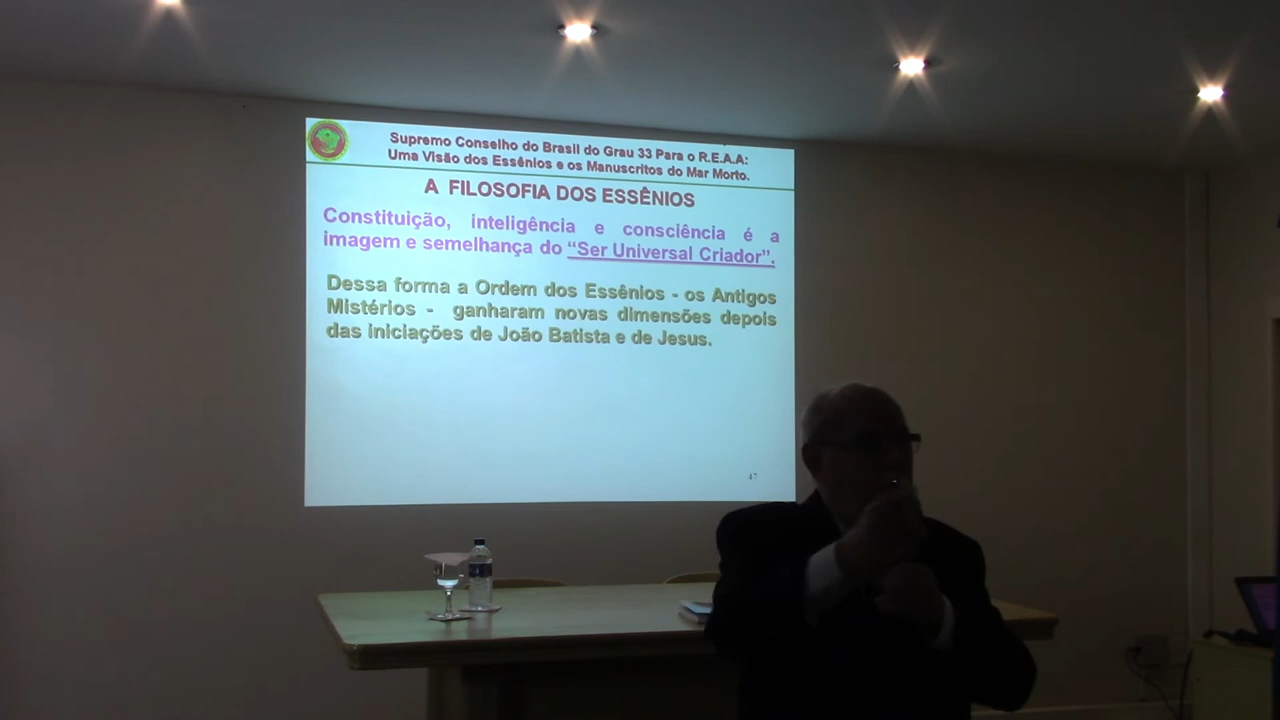 Supremo Conselho do Brasil do Grau 33 Para o R.E.A.A:
Uma Visão dos Essênios e os Manuscritos do Mar Morto.
A FILOSOFIA DOS ESSÊNIOS
Constituição, inteligência e consciência é a
imagem e semelhança do “Ser Universal Criador”.
Dessa forma a Ordem dos Essênios - os Antigos
Mistérios - ganharam novas dimensões depois
das iniciações de João Batista e de Jesus.
47